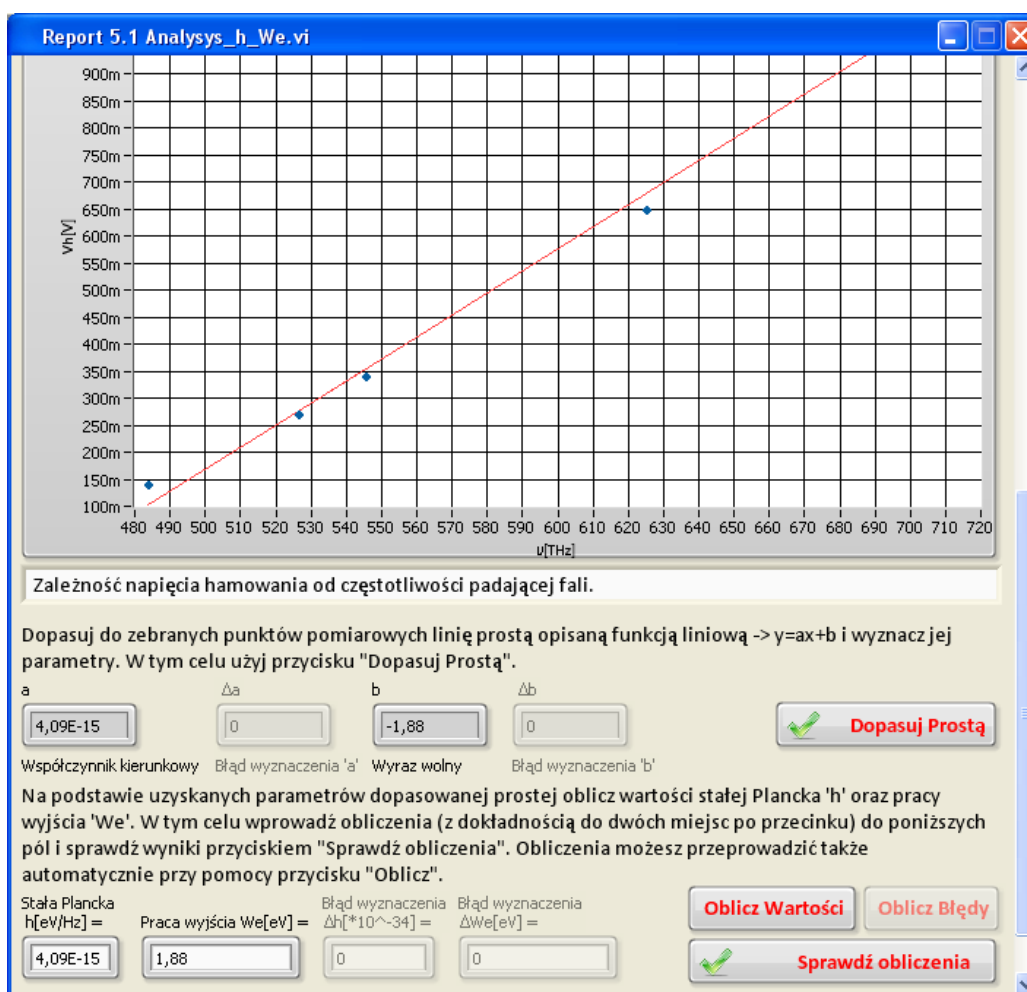 Report 5.1 Analysys_h_We.vi
900m
850m
800m
750m
700m
650m
600m
550m
500m
450m
400m
350m
300m
250m
200m
150m
100m
Vh[V]
480 490 500 510 520 530 540 550 560 570 580 590 600 610 620 630 640 650 660 670 680 690 700 710 720
ν[THz]
Zależność napięcia hamowania od częstotliwości padającej fali.
Dopasuj do zebranych punktów pomiarowych linię prostą opisaną funkcją liniową -> y=ax+b i wyznacz jej
parametry. W tym celu użyj przycisku "Dopasuj Prostą".
a Δa b Δb
4,09E-15 0 -1,88 0 Dopasuj Prostą
Współczynnik kierunkowy Błąd wyznaczenia 'a' Wyraz wolny Błąd wyznaczenia 'b'
Na podstawie uzyskanych parametrów dopasowanej prostej oblicz wartości stałej Plancka 'h' oraz pracy
wyjścia 'We'. W tym celu wprowadź obliczenia (z dokładnością do dwóch miejsc po przecinku) do poniższych
pól i sprawdź wyniki przyciskiem "Sprawdź obliczenia". Obliczenia możesz przeprowadzić także
automatycznie przy pomocy przycisku "Oblicz".
Stała Plancka Błąd wyznaczenia Błąd wyznaczenia
h[eV/Hz] = Praca wyjścia We[eV] = Δh[*10^-34] = ΔWe[eV] = Oblicz Wartości Oblicz Błędy
4,09E-15 1,88 0 0 Sprawdź obliczenia